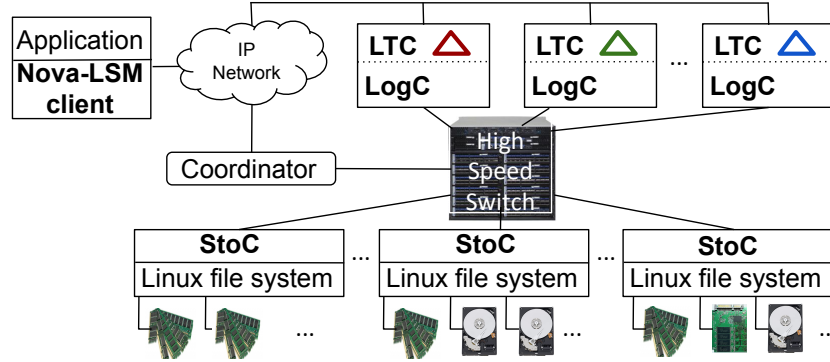 Application
Nova-LSM
client
IP
Network
LTC
LogC
LTC
LogC
...
LTC
LogC
Coordinator
High
Speed
Switch
StoC
Linux file system
...
StoC
Linux file system
...
StoC
Linux file system
...
...
...